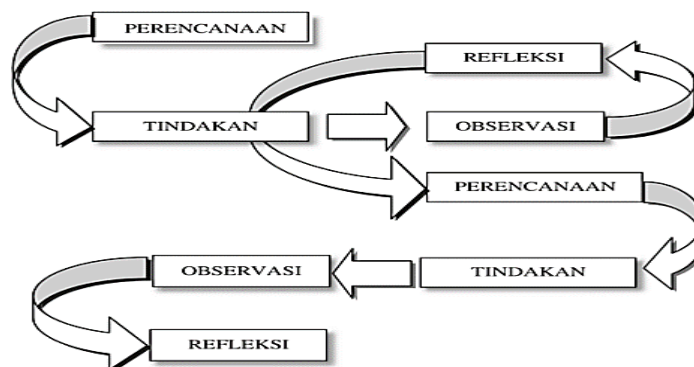 PERENCANAAN
TINDAKAN
OBSERVASI
REFLEKSI
PERENCANAAN
TINDAKAN
OBSERVASI
REFLEKSI